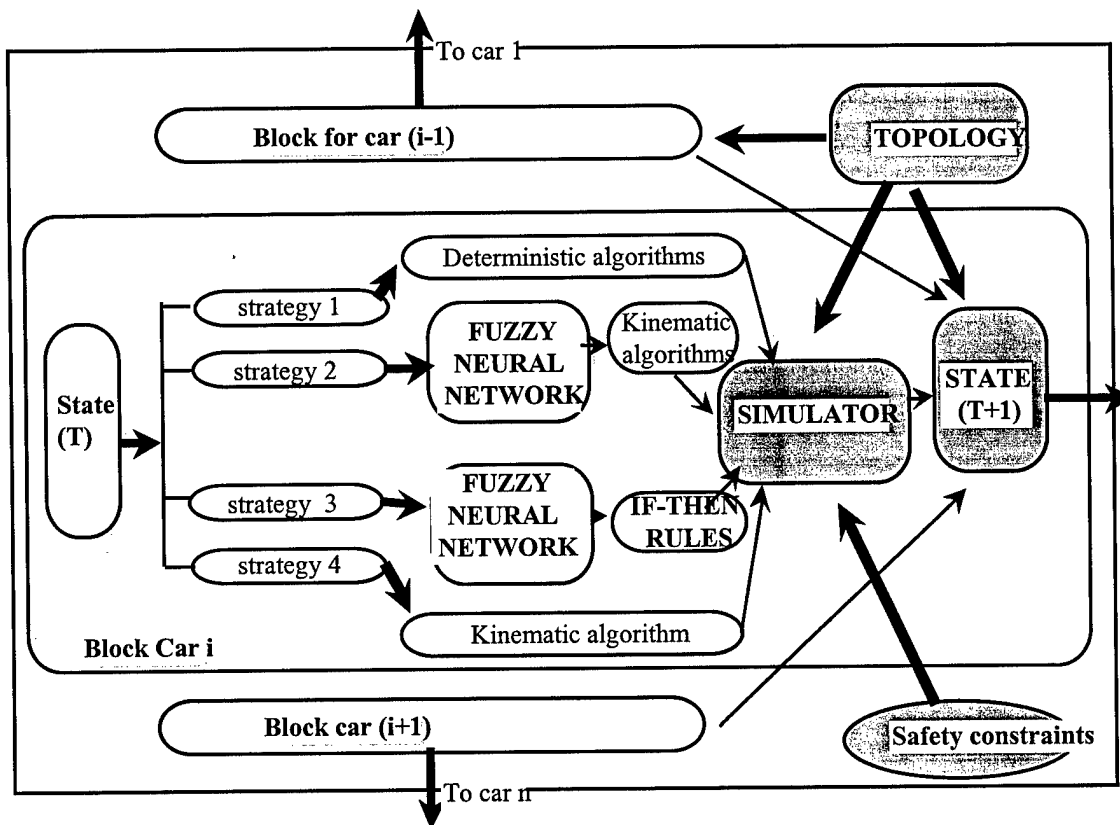 To car 1
Block for car (i-1)
TOPOLOGY
Deterministic algorithms
strategy 1
FUZZY
NEURAL
NETWORK
Kinematic
algorithms
strategy 2
State
(T)
SIMULATOR
STATE
(T+1)
strategy 3
FUZZY
NEURAL
NETWORK
IF-THEN
RULES
strategy 4
Kinematic algorithm
Block Car i
Block car (i+1)
Safety constraints
To car n